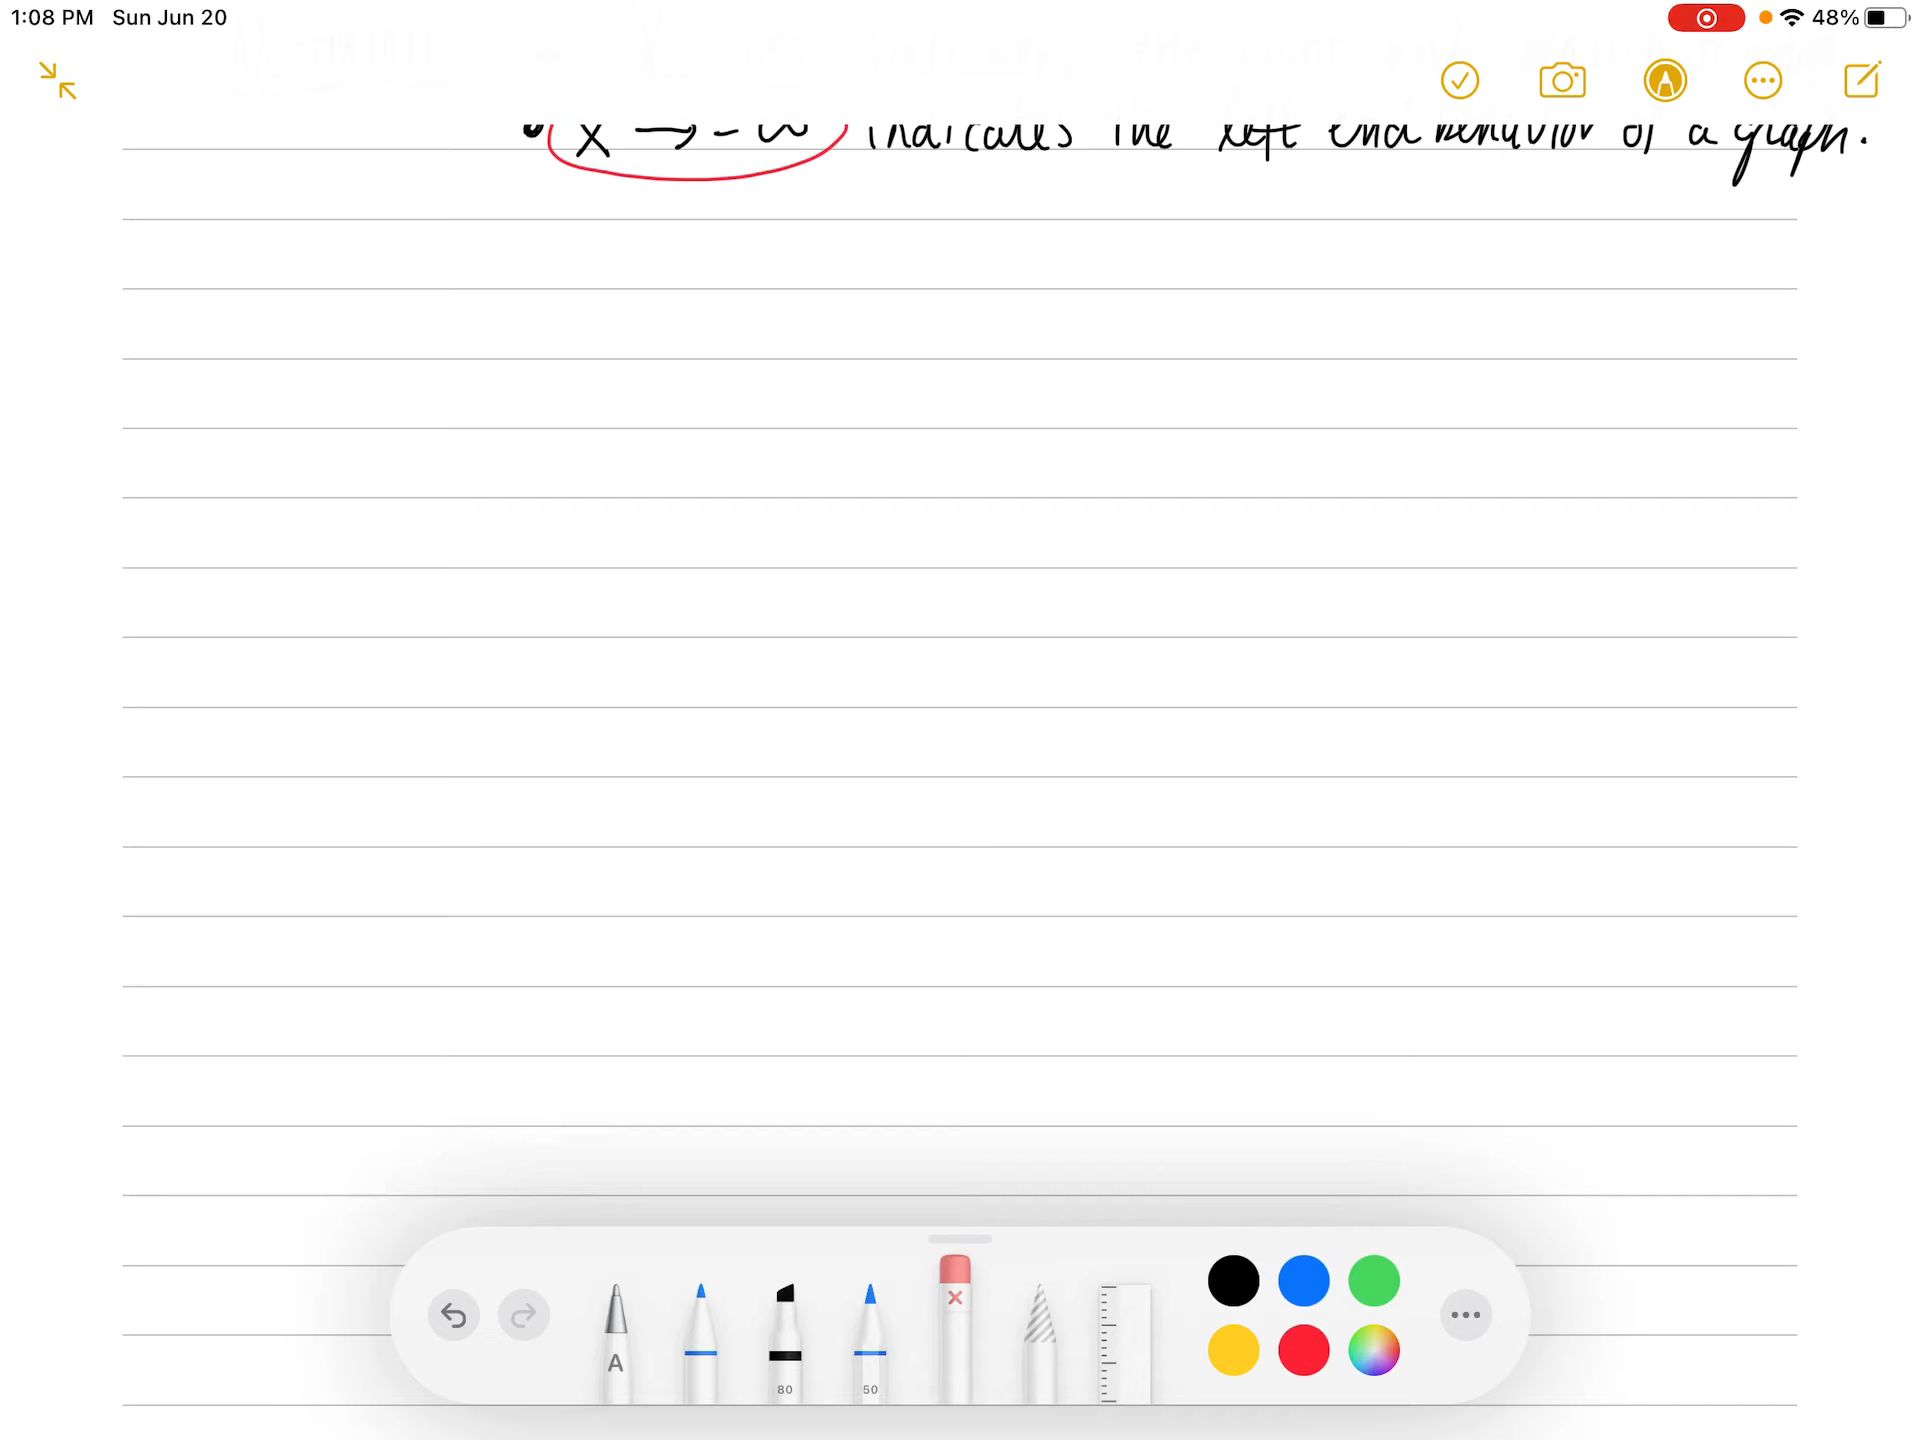 1:08 PM Sun Jun 20
48%
• X → - ∞ indicates the left end behavior of a graph.
A
80
50